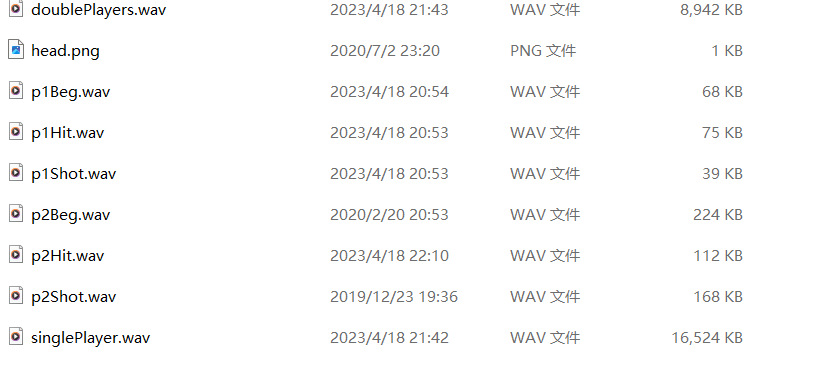 doublePlayers.wav 2023/4/18 21:43 WAV 文件 8,942 KB
head.png 2020/7/2 23:20 PNG 文件 1 KB
p1Beg.wav 2023/4/18 20:54 WAV 文件 68 KB
p1Hit.wav 2023/4/18 20:53 WAV 文件 75 KB
p1Shot.wav 2023/4/18 20:53 WAV 文件 39 KB
p2Beg.wav 2020/2/20 20:53 WAV 文件 224 KB
p2Hit.wav 2023/4/18 22:10 WAV 文件 112 KB
p2Shot.wav 2019/12/23 19:36 WAV 文件 168 KB
singlePlayer.wav 2023/4/18 21:42 WAV 文件 16,524 KB